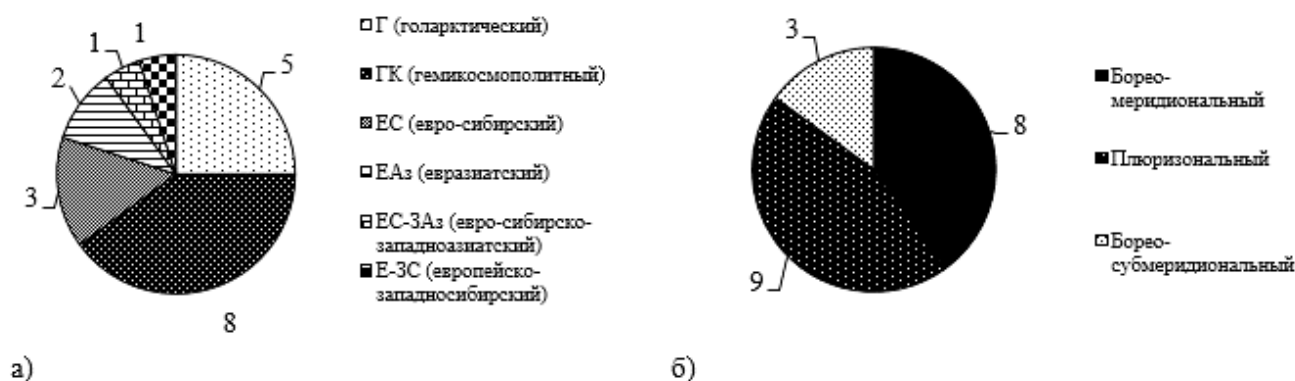 1
1
2
5
3
8
Г (голарктический)
ГК (гемикосмополитный)
ЕС (евро-сибирский)
ЕАз (евразиатский)
ЕС-ЗАз (евро-сибирско-
западноазиатский)
Е-ЗС (европейско-
западносибирский)
а)
3
8
9
Борео-
меридиональный
Плюризональный
Борео-
субмеридиональный
б)